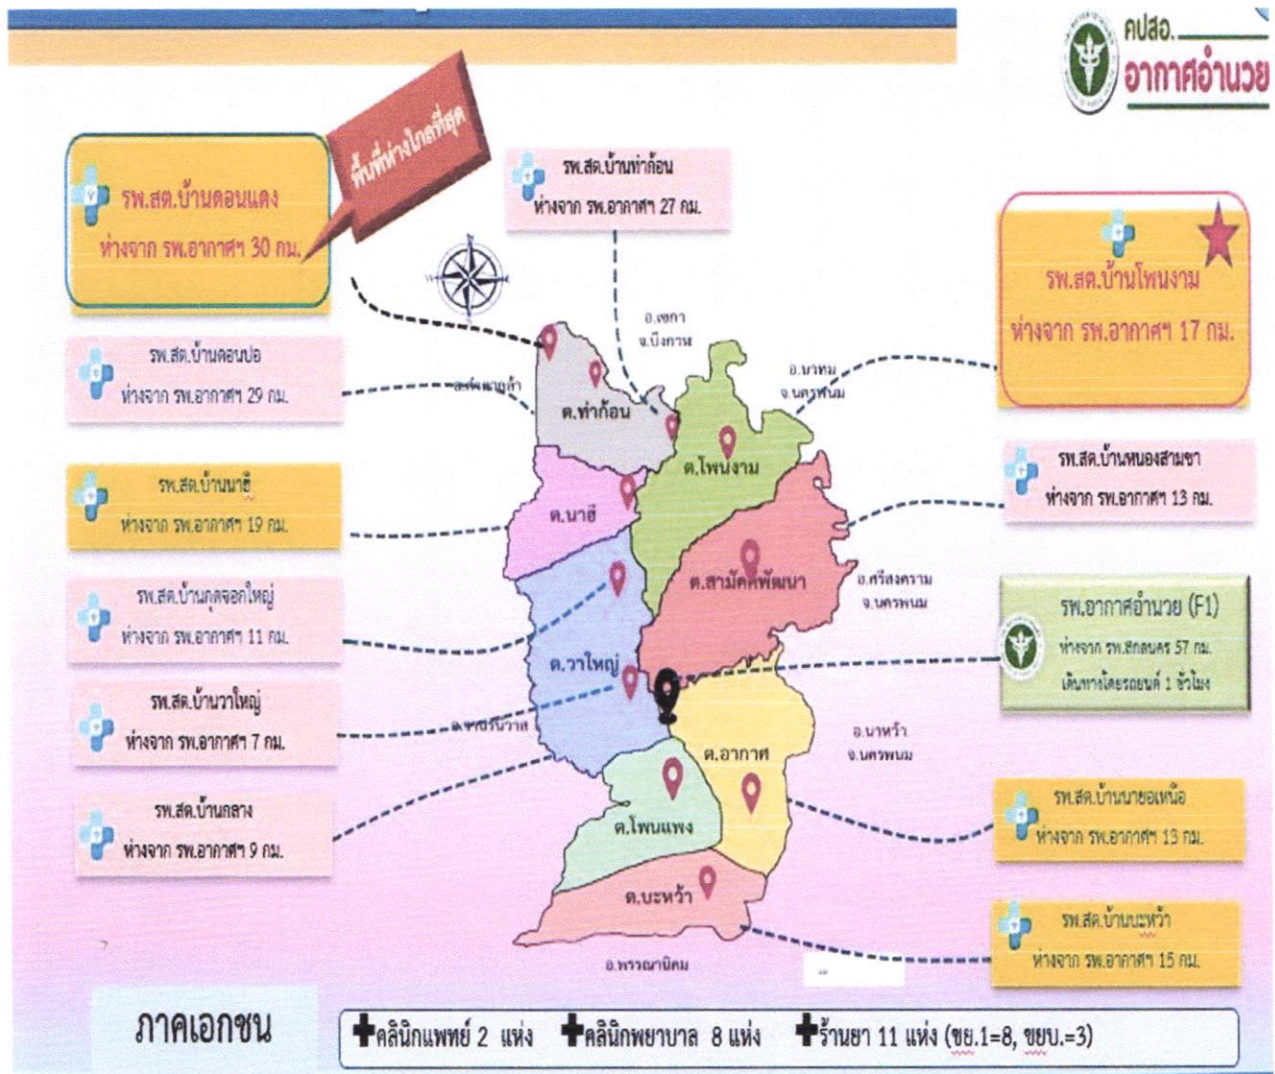 คปสอ.
อากาศอำนวย
พื้นที่ห่างไกลที่สุด
รพ.สต.บ้านดอนแดง
ห่างจาก รพ.อากาศฯ 30 กม.
รพ.สต.บ้านท่าก้อน
ห่างจาก รพ.อากาศฯ 27 กม.
รพ.สต.บ้านโพนงาม
ห่างจาก รพ.อากาศฯ 17 กม.
รพ.สต.บ้านดอนปอ
ห่างจาก รพ.อากาศฯ 29 กม.
รพ.สต.บ้านนาฮี
ห่างจาก รพ.อากาศฯ 19 กม.
รพ.สต.บ้านกุดจอกใหญ่
ห่างจาก รพ.อากาศฯ 11 กม.
รพ.สต.บ้านวาใหญ่
ห่างจาก รพ.อากาศฯ 7 กม.
รพ.สต.บ้านกลาง
ห่างจาก รพ.อากาศฯ 9 กม.
อ.เซกา
จ.บึงกาฬ
อ.นาทม
จ.นครพนม
ต.ท่าก้อน
ต.โพนงาม
ต.นาฮี
ต.สามัคคีพัฒนา
อ.ศรีสงคราม
จ.นครพนม
ต.วาใหญ่
ต.อากาศ
อ.นาหว้า
จ.นครพนม
ต.โพนแพง
ต.บะหว้า
อ.พรรณานิคม
รพ.สต.บ้านหนองสามขา
ห่างจาก รพ.อากาศฯ 13 กม.
รพ.อากาศอำนวย (F1)
ห่างจาก รพ.สกลนคร 57 กม.
เดินทางโดยรถยนต์ 1 ชั่วโมง
รพ.สต.บ้านนายอเหนือ
ห่างจาก รพ.อากาศฯ 13 กม.
รพ.สต.บ้านบะหว้า
ห่างจาก รพ.อากาศฯ 15 กม.
ภาคเอกชน
คลินิกแพทย์ 2 แห่ง
คลินิกพยาบาล 8 แห่ง
ร้านยา 11 แห่ง (ขย.1=8, ขยบ.=3)